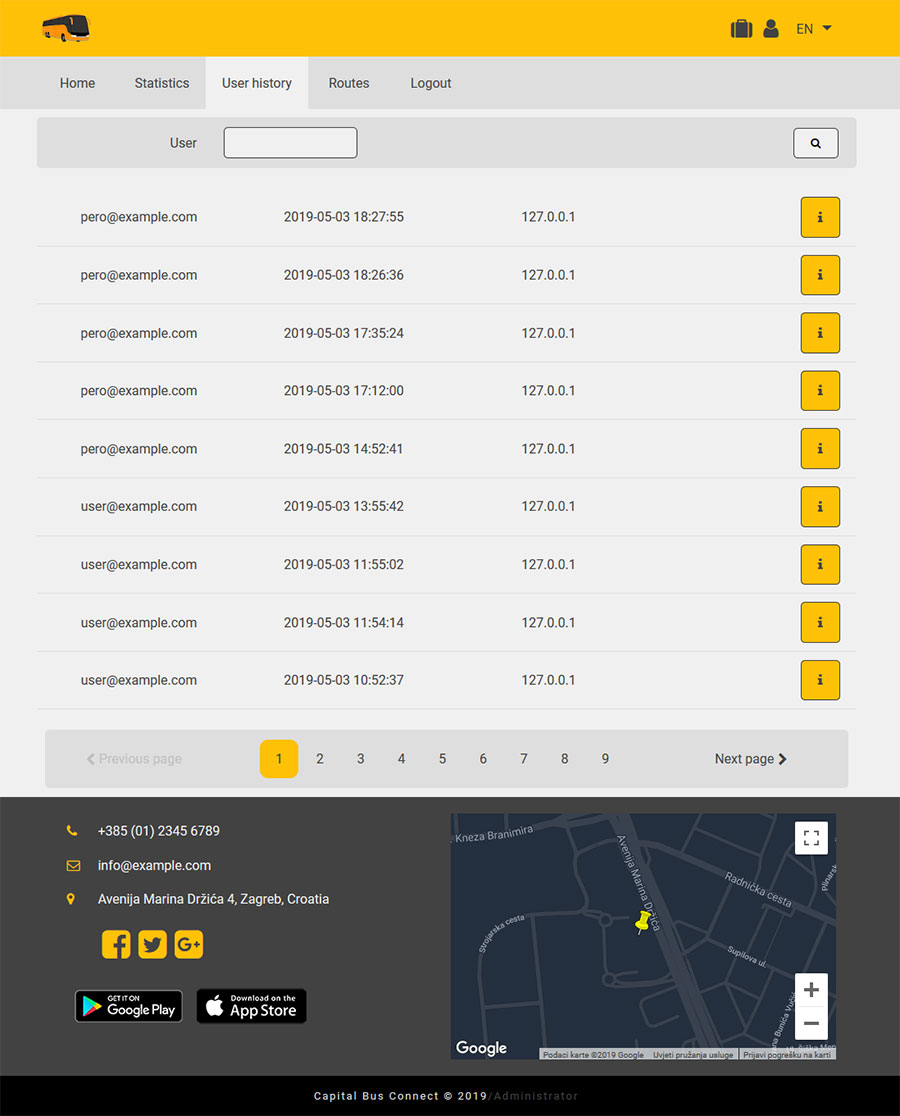 EN
Home Statistics User history Routes Logout
User
pero@example.com 2019-05-03 18:27:55 127.0.0.1
pero@example.com 2019-05-03 18:26:36 127.0.0.1
pero@example.com 2019-05-03 17:35:24 127.0.0.1
pero@example.com 2019-05-03 17:12:00 127.0.0.1
pero@example.com 2019-05-03 14:52:41 127.0.0.1
user@example.com 2019-05-03 13:55:42 127.0.0.1
user@example.com 2019-05-03 11:55:02 127.0.0.1
user@example.com 2019-05-03 11:54:14 127.0.0.1
user@example.com 2019-05-03 10:52:37 127.0.0.1
Previous page 1 2 3 4 5 6 7 8 9 Next page
+385 (01) 2345 6789
info@example.com
Avenija Marina Držića 4, Zagreb, Croatia
GET IT ON
Google Play
Download on the
App Store
Kneza Branimira
Avenija Marina Držića
Radnička cesta
Svojarska cesta
Supilova ul.
Google
Podaci karte ©2019 Google Uvjeti pružanja usluge Prijavi pogrešku na karti
Capital Bus Connect © 2019/Administrator